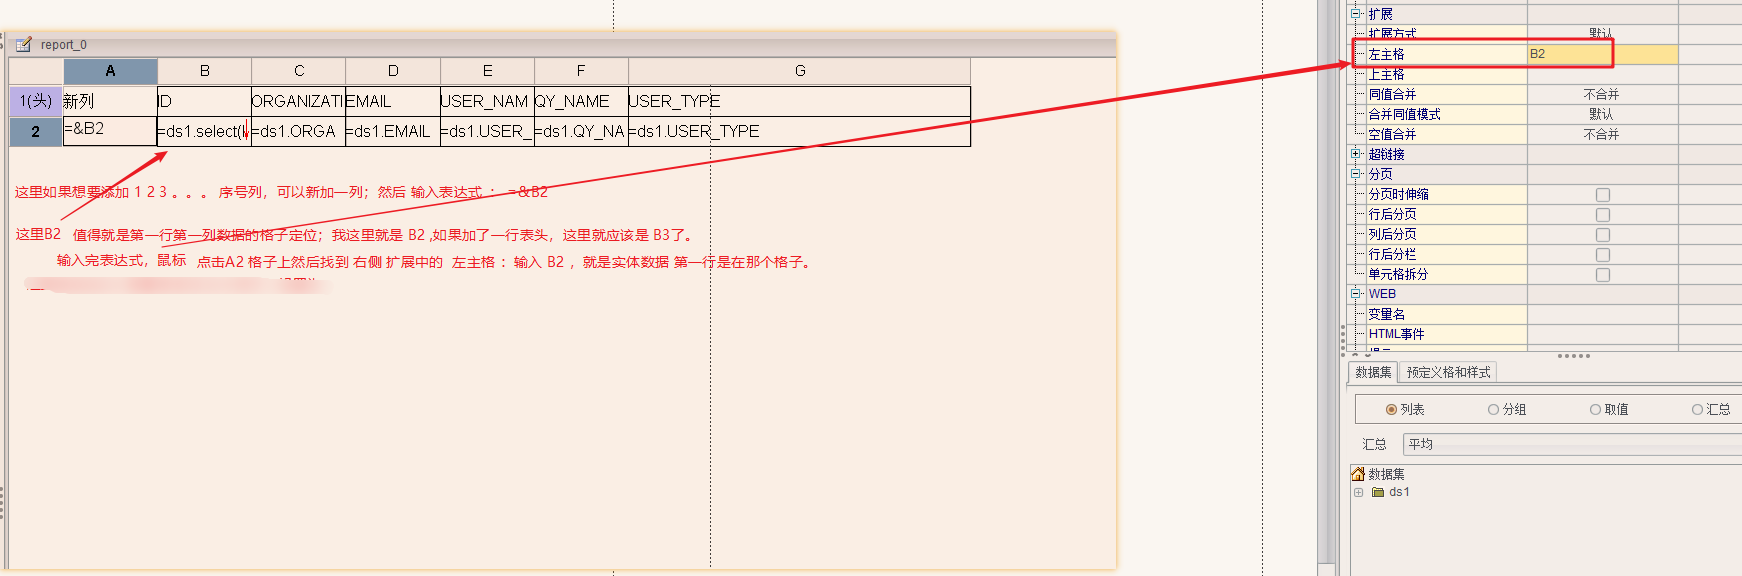 report_0
A B C D E F G
1(头) 新列 ID ORGANIZATI EMAIL USER_NAM QY_NAME USER_TYPE
2 =&B2 =ds1.select(I =ds1.ORGA =ds1.EMAIL =ds1.USER_ =ds1.QY_NA =ds1.USER_TYPE
这里如果想要添加 1 2 3 。。。 序号列，可以新加一列；然后 输入表达式 ： =&B2
这里B2 值得就是第一行第一列数据的格子定位；我这里就是 B2 ,如果加了一行表头，这里就应该是 B3了。
输入完表达式，鼠标 点击A2 格子上然后找到 右侧 扩展中的 左主格 ：输入 B2 ，就是实体数据 第一行是在那个格子。
扩展
扩展方式 默认
左主格 B2
上主格
同值合并 不合并
合并同值模式 默认
空值合并 不合并
超链接
分页
分页时伸缩
行后分页
列后分页
行后分栏
单元格拆分
WEB
变量名
HTML事件
数据集 预定义格和样式
列表 分组 取值 汇总
汇总 平均
数据集
ds1